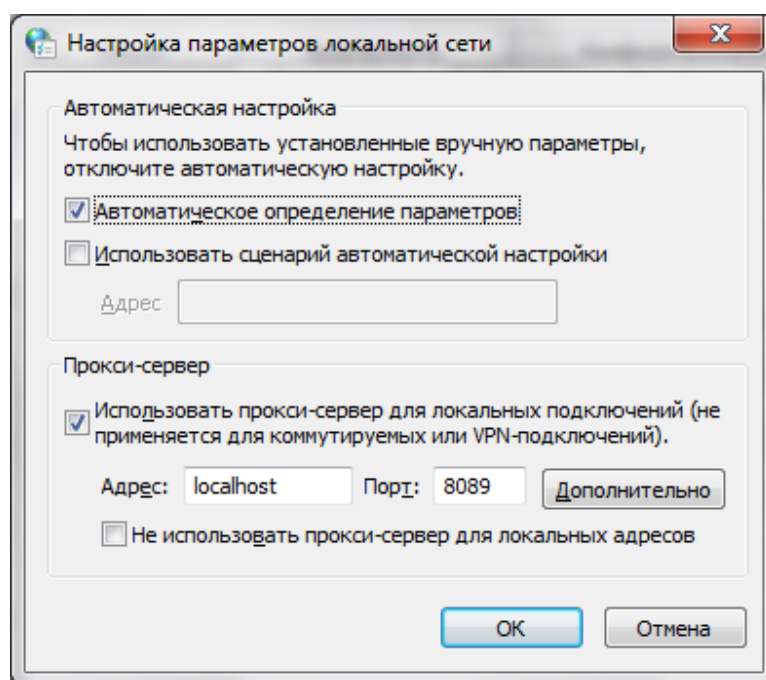 Настройка параметров локальной сети
Автоматическая настройка
Чтобы использовать установленные вручную параметры,
отключите автоматическую настройку.
Автоматическое определение параметров
Использовать сценарий автоматической настройки
Адрес
Прокси-сервер
Использовать прокси-сервер для локальных подключений (не
применяется для коммутируемых или VPN-подключений).
Адрес: localhost Порт: 8089 Дополнительно
Не использовать прокси-сервер для локальных адресов
ОК Отмена